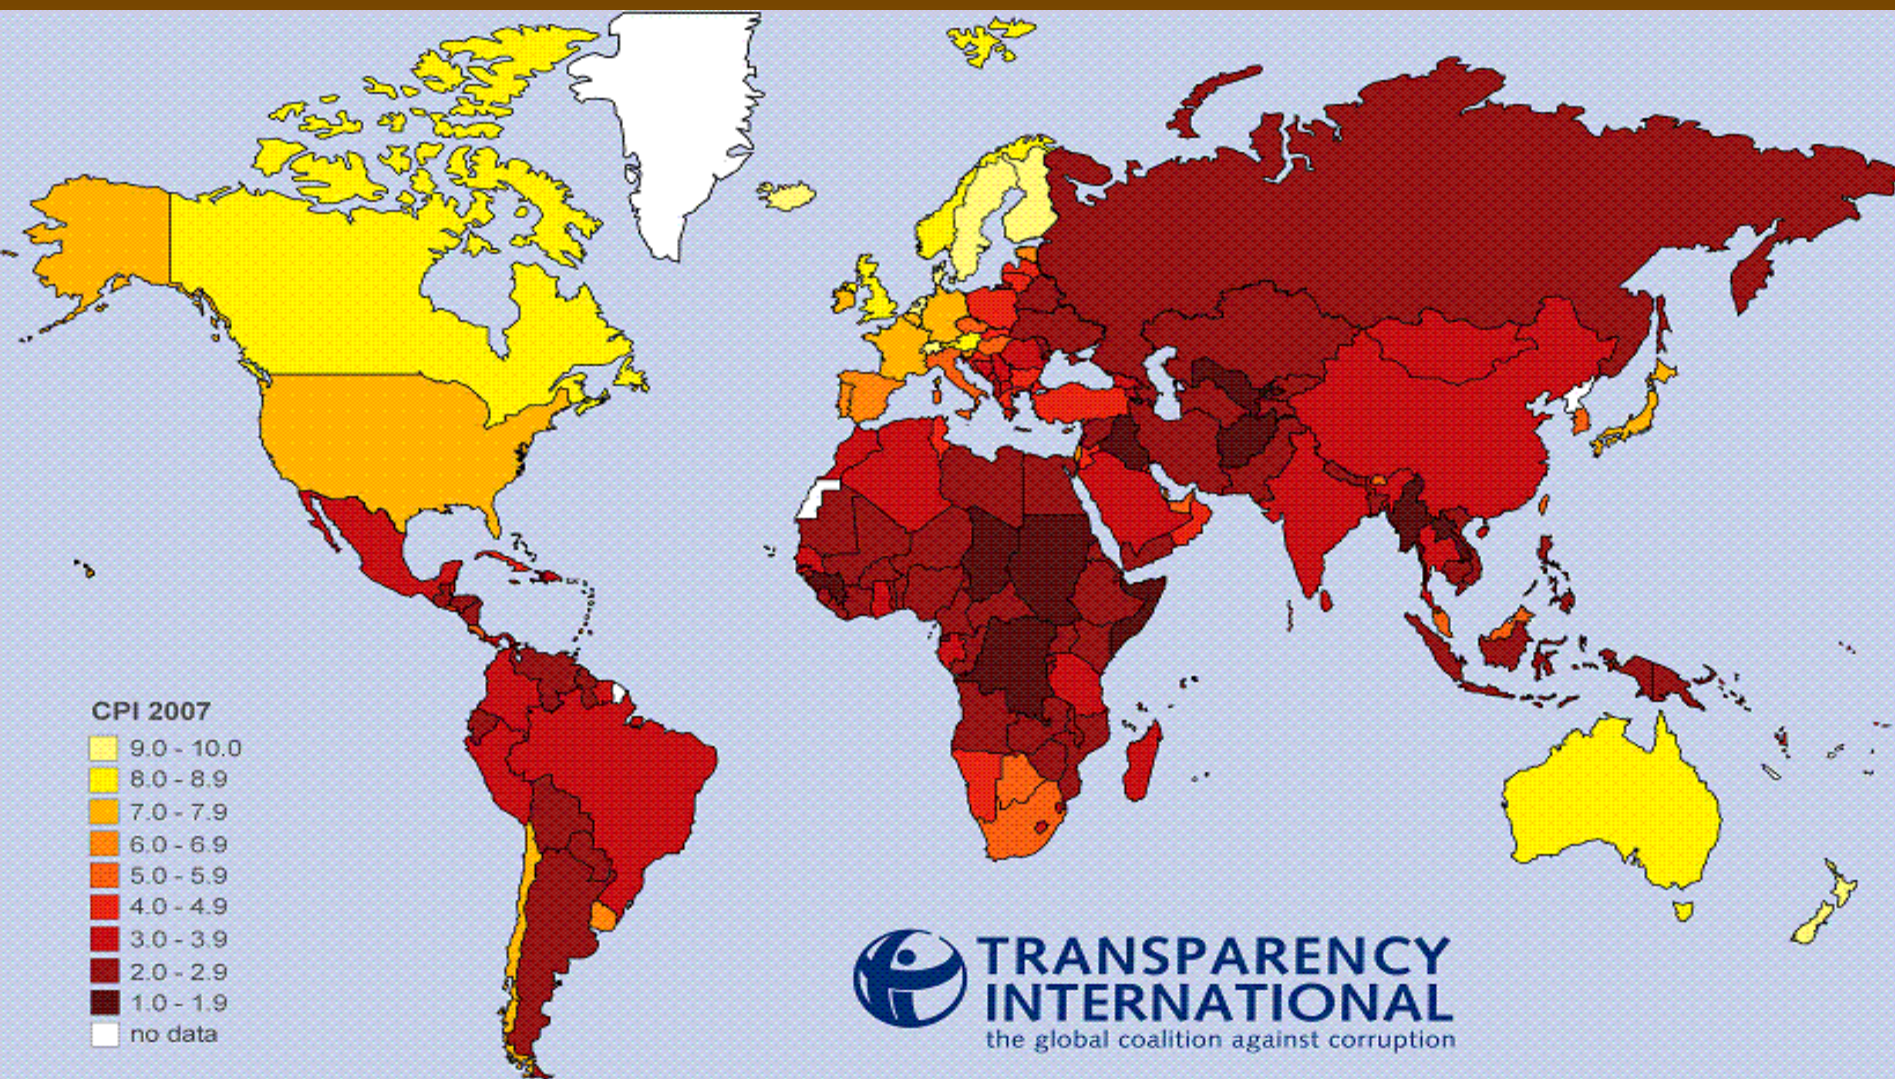 CPI 2007
9.0 - 10.0
8.0 - 8.9
7.0 - 7.9
6.0 - 6.9
5.0 - 5.9
4.0 - 4.9
3.0 - 3.9
2.0 - 2.9
1.0 - 1.9
no data
TRANSPARENCY
INTERNATIONAL
the global coalition against corruption